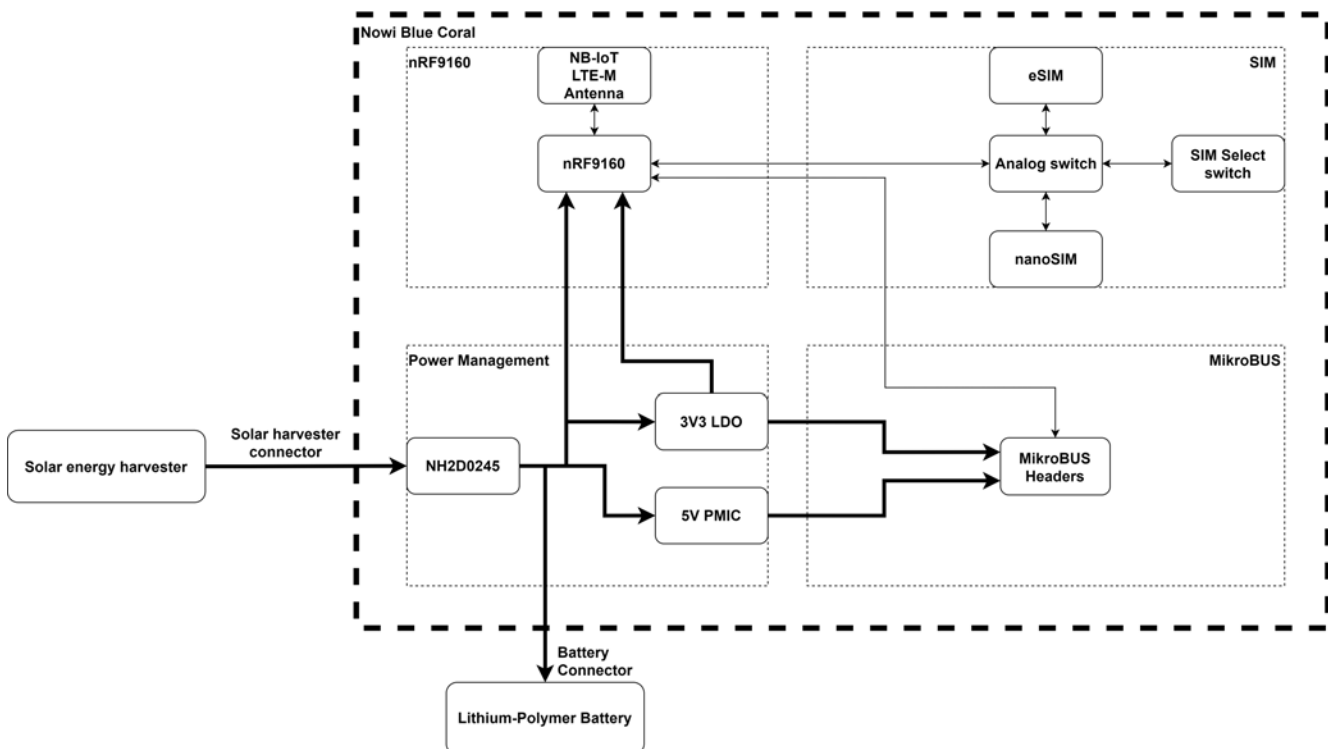 Nowi Blue Coral
nRF9160
NB-IoT
LTE-M
Antenna
nRF9160
SIM
eSIM
Analog switch
SIM Select
switch
nanoSIM
Power Management
3V3 LDO
NH2D0245
5V PMIC
MikroBUS
MikroBUS
Headers
Solar energy harvester
Solar harvester
connector
Battery
Connector
Lithium-Polymer Battery